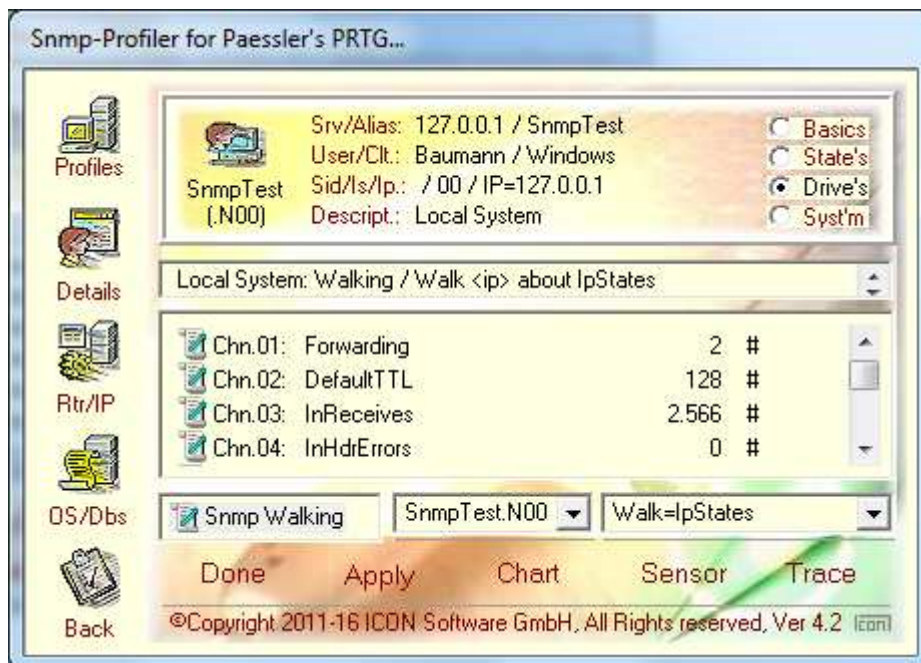 Snmp-Profiler for Paessler's PRTG...
Profiles
Details
Rtr/IP
OS/Dbs
Back
SnmpTest
(.N00)
Srv/Alias: 127.0.0.1 / SnmpTest
User/Clt.: Baumann / Windows
Sid/Is/Ip.: / 00 / IP=127.0.0.1
Descript.: Local System
Basics
State's
Drive's
Syst'm
Local System: Walking / Walk <ip> about IpStates
Chn.01: Forwarding 2 #
Chn.02: DefaultTTL 128 #
Chn.03: InReceives 2.566 #
Chn.04: InHdrErrors 0 #
Snmp Walking
SnmpTest.N00
Walk=IpStates
Done Apply Chart Sensor Trace
©Copyright 2011-16 ICON Software GmbH, All Rights reserved, Ver 4.2 Icon